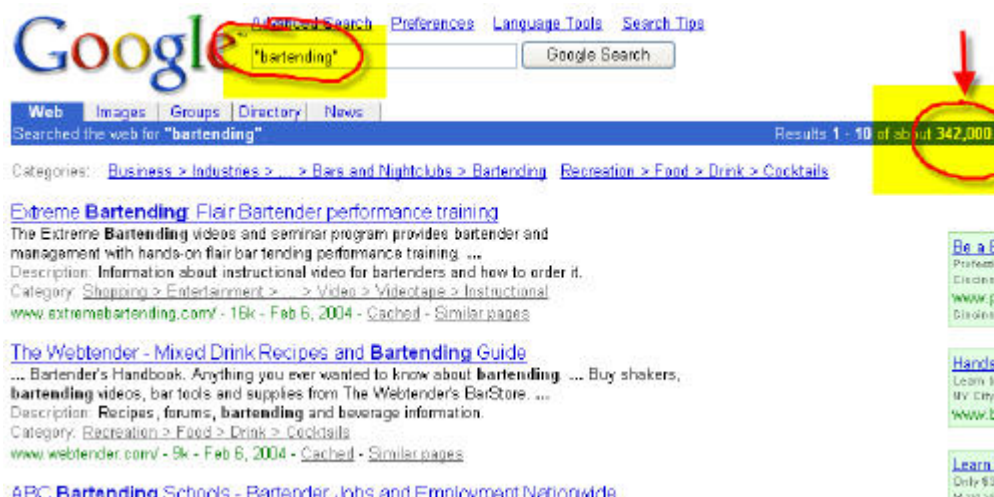 Google
Advanced Search Preferences Language Tools Search Tips
"bartending" Google Search
Web Images Groups Directory News
Searched the web for "bartending" Results 1 - 10 of about 342,000
Categories: Business > Industries > ... > Bars and Nightclubs > Bartending Recreation > Food > Drink > Cocktails
Extreme Bartending: Flair Bartender performance training
The Extreme Bartending videos and seminar program provides bartender and
management with hands-on flair bar tending performance training. ...
Description: Information about instructional video for bartenders and how to order it.
Category: Shopping > Entertainment > ... > Video > Videotape > Instructional
www.extremebartending.com/ - 16k - Feb 6, 2004 - Cached - Similar pages
The Webtender - Mixed Drink Recipes and Bartending Guide
... Bartender's Handbook. Anything you ever wanted to know about bartending. ... Buy shakers,
bartending videos, bar tools and supplies from The Webtender's BarStore. ...
Description: Recipes, forums, bartending and beverage information.
Category: Recreation > Food > Drink > Cocktails
www.webtender.com/ - 9k - Feb 6, 2004 - Cached - Similar pages
ABC Bartending Schools - Bartender Jobs and Employment Nationwide
Be a B
www.p
Hands
Learn t
NY City
www.b
Learn